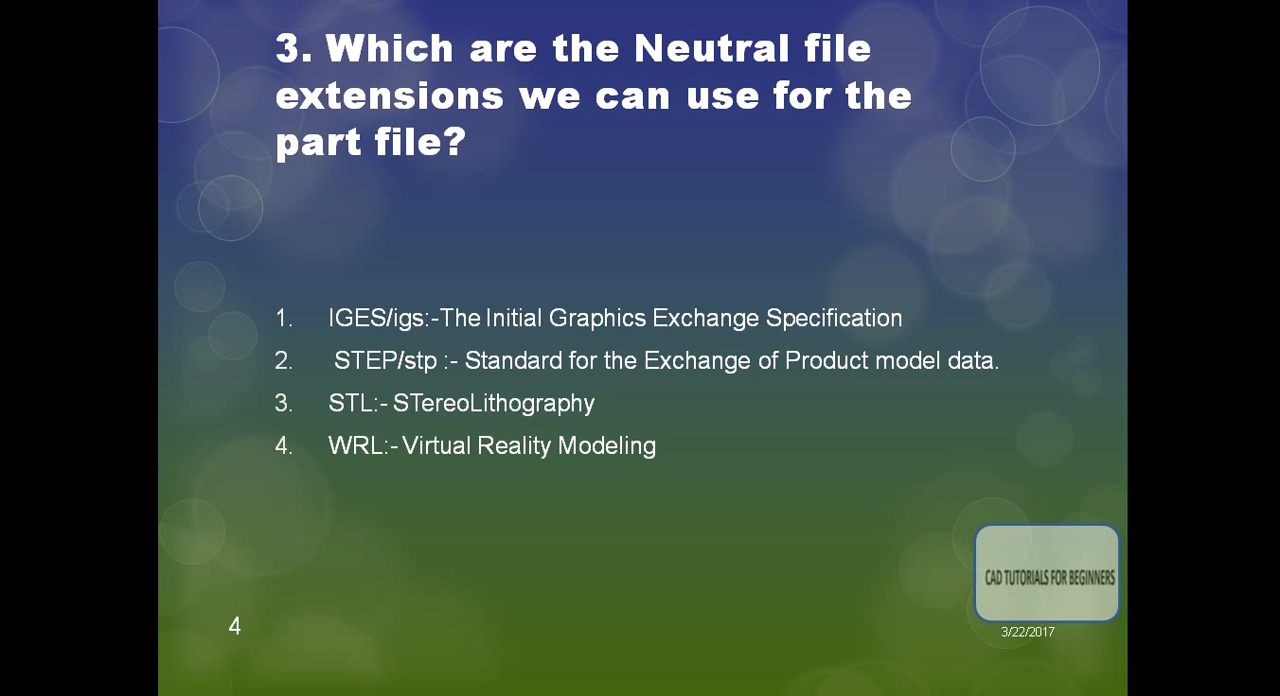 3. Which are the Neutral file
extensions we can use for the
part file?
1. IGES/igs:-The Initial Graphics Exchange Specification
2. STEP/stp :- Standard for the Exchange of Product model data.
3. STL:- STereoLithography
4. WRL:- Virtual Reality Modeling
CAD TUTORIALS FOR BEGINNERS
4
3/22/2017